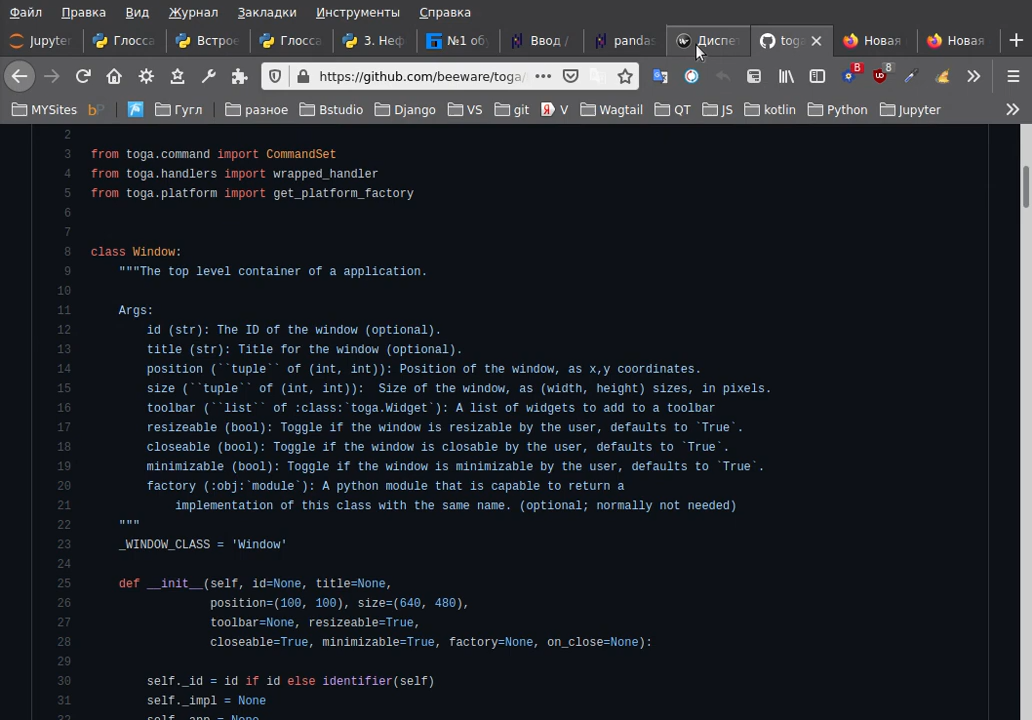 Файл Правка Вид Журнал Закладки Инструменты Справка
Jupyter Глосса Встрое Глосса 3. Неф №1 об Ввод / pandas Диспет toga Новая Новая
https://github.com/beeware/toga/
8 8
MYSites Гугл разное Bstudio Django VS git V Wagtail QT JS kotlin Python Jupyter
2
3 from toga.command import CommandSet
4 from toga.handlers import wrapped_handler
5 from toga.platform import get_platform_factory
6
7
8 class Window:
9 """The top level container of a application.
10
11 Args:
12 id (str): The ID of the window (optional).
13 title (str): Title for the window (optional).
14 position (``tuple`` of (int, int)): Position of the window, as x,y coordinates.
15 size (``tuple`` of (int, int)):  Size of the window, as (width, height) sizes, in pixels.
16 toolbar (``list`` of :class:`toga.Widget`): A list of widgets to add to a toolbar
17 resizeable (bool): Toggle if the window is resizable by the user, defaults to `True`.
18 closeable (bool): Toggle if the window is closable by the user, defaults to `True`.
19 minimizable (bool): Toggle if the window is minimizable by the user, defaults to `True`.
20 factory (:obj:`module`): A python module that is capable to return a
21 implementation of this class with the same name. (optional; normally not needed)
22 """
23 _WINDOW_CLASS = 'Window'
24
25 def __init__(self, id=None, title=None,
26 position=(100, 100), size=(640, 480),
27 toolbar=None, resizeable=True,
28 closeable=True, minimizable=True, factory=None, on_close=None):
29
30 self._id = id if id else identifier(self)
31 self._impl = None
32 self._app = None